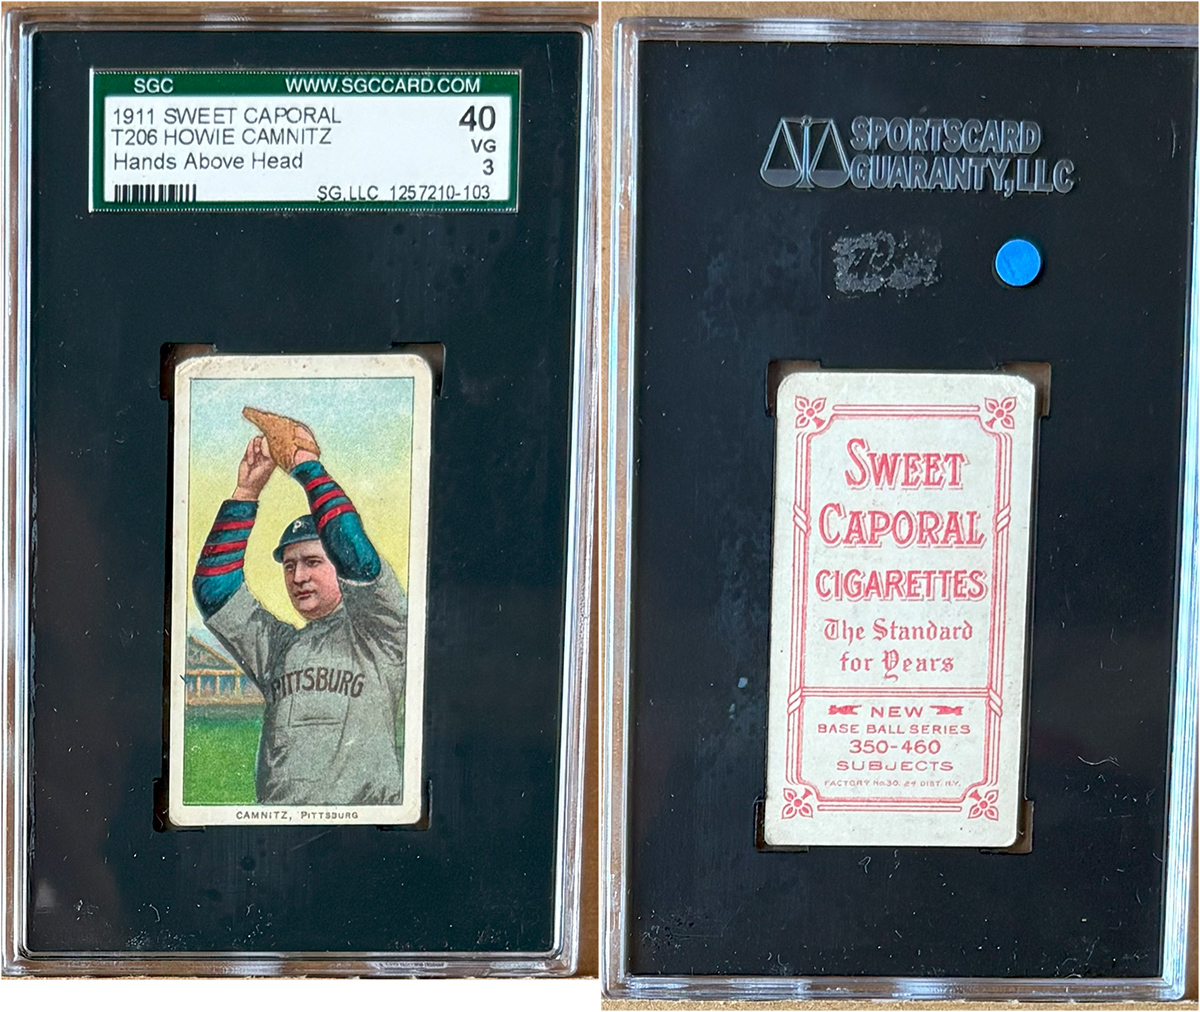 SGC WWW.SGCCARD.COM
1911 SWEET CAPORAL
T206 HOWIE CAMNITZ
Hands Above Head
40
VG
3
SG,LLC 1257210-103
P
PITTSBURG
CAMNITZ, PITTSBURG
SPORTSCARD
GUARANTY, LLC
SWEET
CAPORAL
CIGARETTES
The Standard
for Years
NEW
BASE BALL SERIES
350-460
SUBJECTS
FACTORY No. 30. 2d DIST. N.Y.